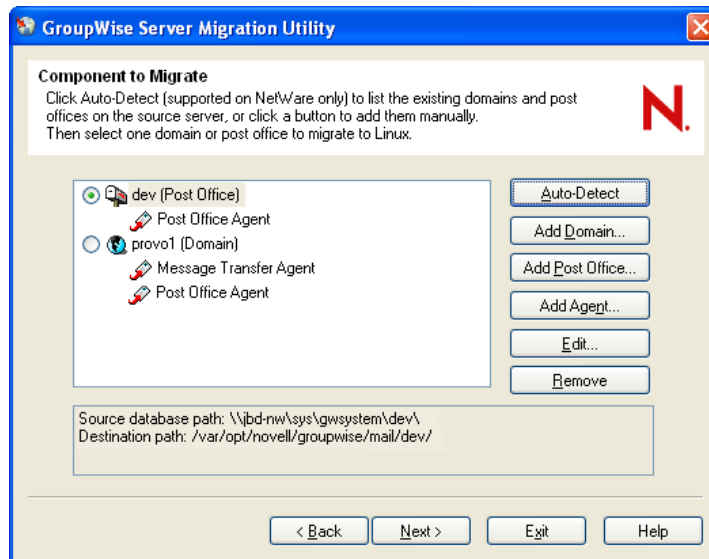 GroupWise Server Migration Utility
Component to Migrate
Click Auto-Detect (supported on NetWare only) to list the existing domains and post
offices on the source server, or click a button to add them manually.
Then select one domain or post office to migrate to Linux.
N.
dev (Post Office)
Post Office Agent
provo1 (Domain)
Message Transfer Agent
Post Office Agent
Auto-Detect
Add Domain...
Add Post Office...
Add Agent...
Edit...
Remove
Source database path: \\jbd-nw\sys\gwsystem\dev\
Destination path: /var/opt/novell/groupwise/mail/dev/
< Back
Next >
Exit
Help